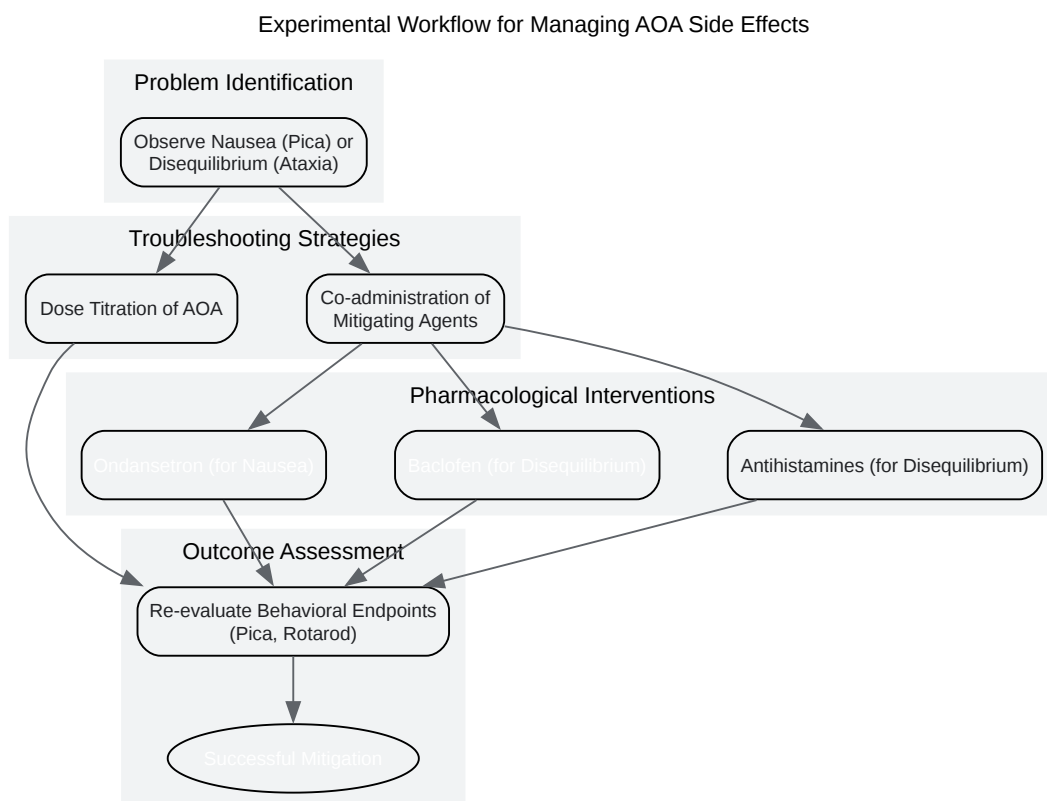 Experimental Workflow for Managing AOA Side Effects
Problem Identification
Observe Nausea (Pica) or
Disequilibrium (Ataxia)
Troubleshooting Strategies
Dose Titration of AOA
Co-administration of
Mitigating Agents
Pharmacological Interventions
Ondansetron (for Nausea)
Baclofen (for Disequilibrium)
Antihistamines (for Disequilibrium)
Outcome Assessment
Re-evaluate Behavioral Endpoints
(Pica, Rotarod)
Successful Mitigation